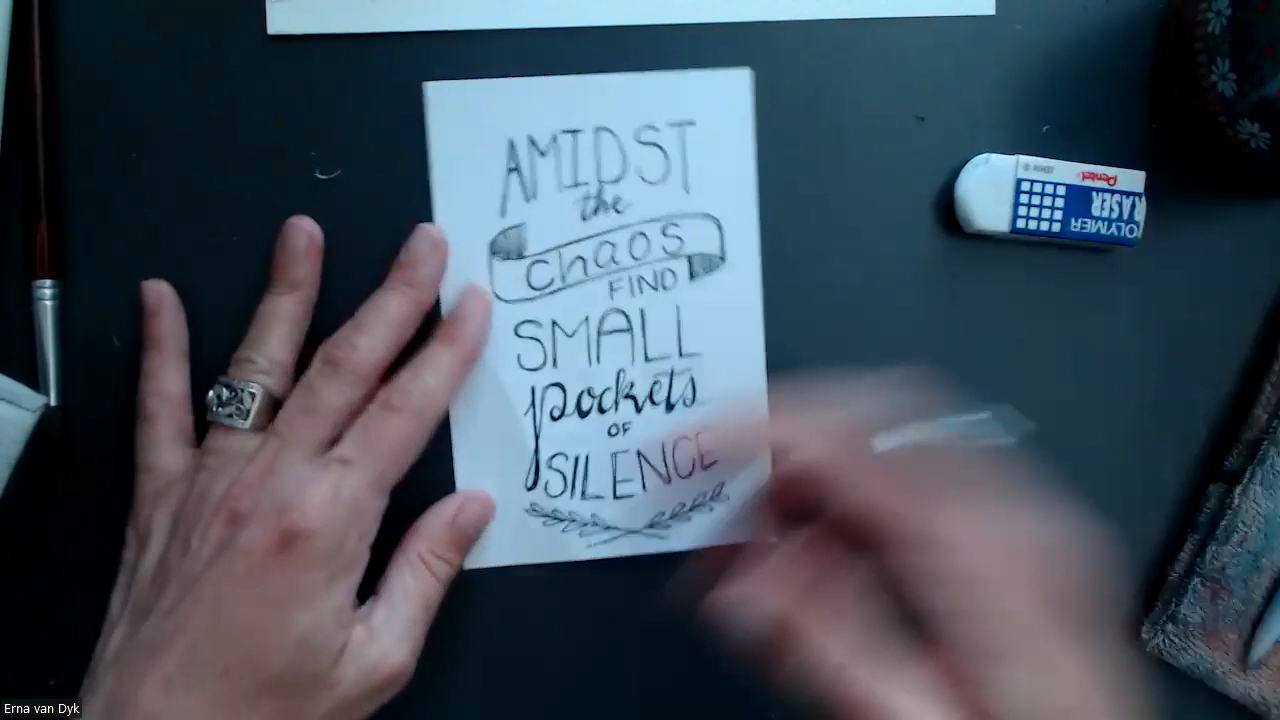 AMIDST
the
chaos
FIND
SMALL
pockets
OF
SILENCE
Pentel
POLYMER
ERASER
Erna van Dyk